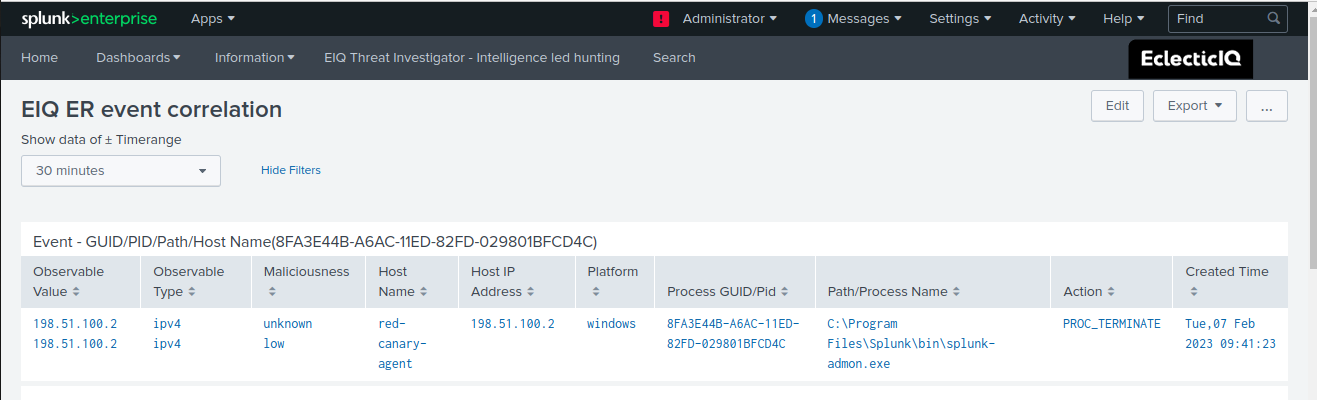 splunk>enterprise Apps ! Administrator 1 Messages Settings Activity Help Find
Home Dashboards Information EIQ Threat Investigator - Intelligence led hunting Search EclecticIQ
EIQ ER event correlation Edit Export ...
Show data of ± Timerange
30 minutes Hide Filters
Event - GUID/PID/Path/Host Name(8FA3E44B-A6AC-11ED-82FD-029801BFCD4C)
Observable Observable Maliciousness Host Host IP Platform Created Time
Value Type Name Address Process GUID/Pid Path/Process Name Action
198.51.100.2 ipv4 unknown red- 198.51.100.2 windows 8FA3E44B-A6AC-11ED- C:\Program PROC_TERMINATE Tue,07 Feb
198.51.100.2 ipv4 low canary- 82FD-029801BFCD4C Files\Splunk\bin\splunk- 2023 09:41:23
agent admon.exe